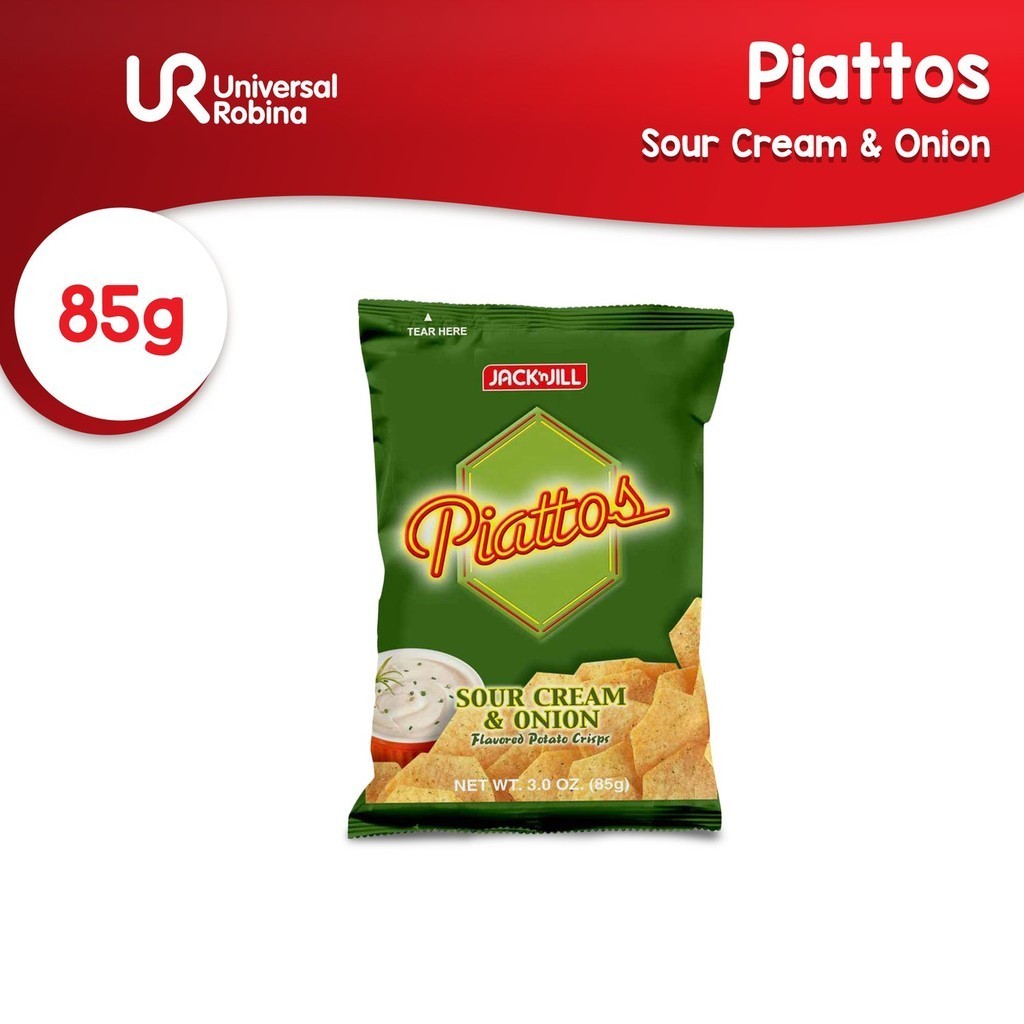 UR Universal
Robina
Piattos
Sour Cream & Onion
85g
TEAR HERE
JACK 'n JILL
Piattos
SOUR CREAM
& ONION
Flavored Potato Crisps
NET WT. 3.0 OZ. (85g)